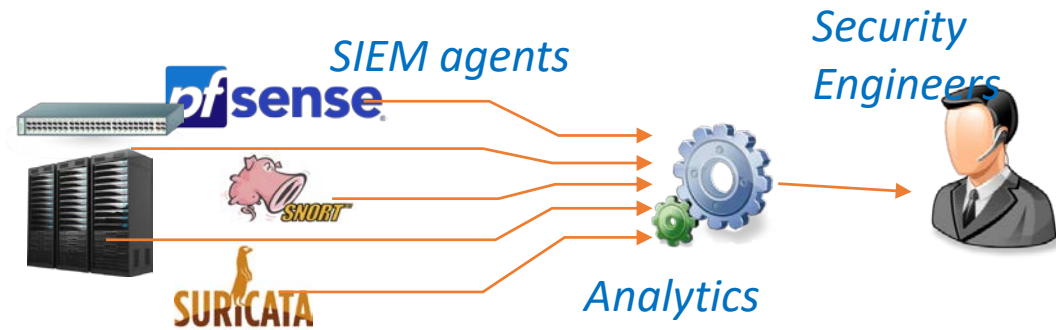 Security
Engineers
SIEM agents
pfsense
SNORT
SURICATA
Analytics